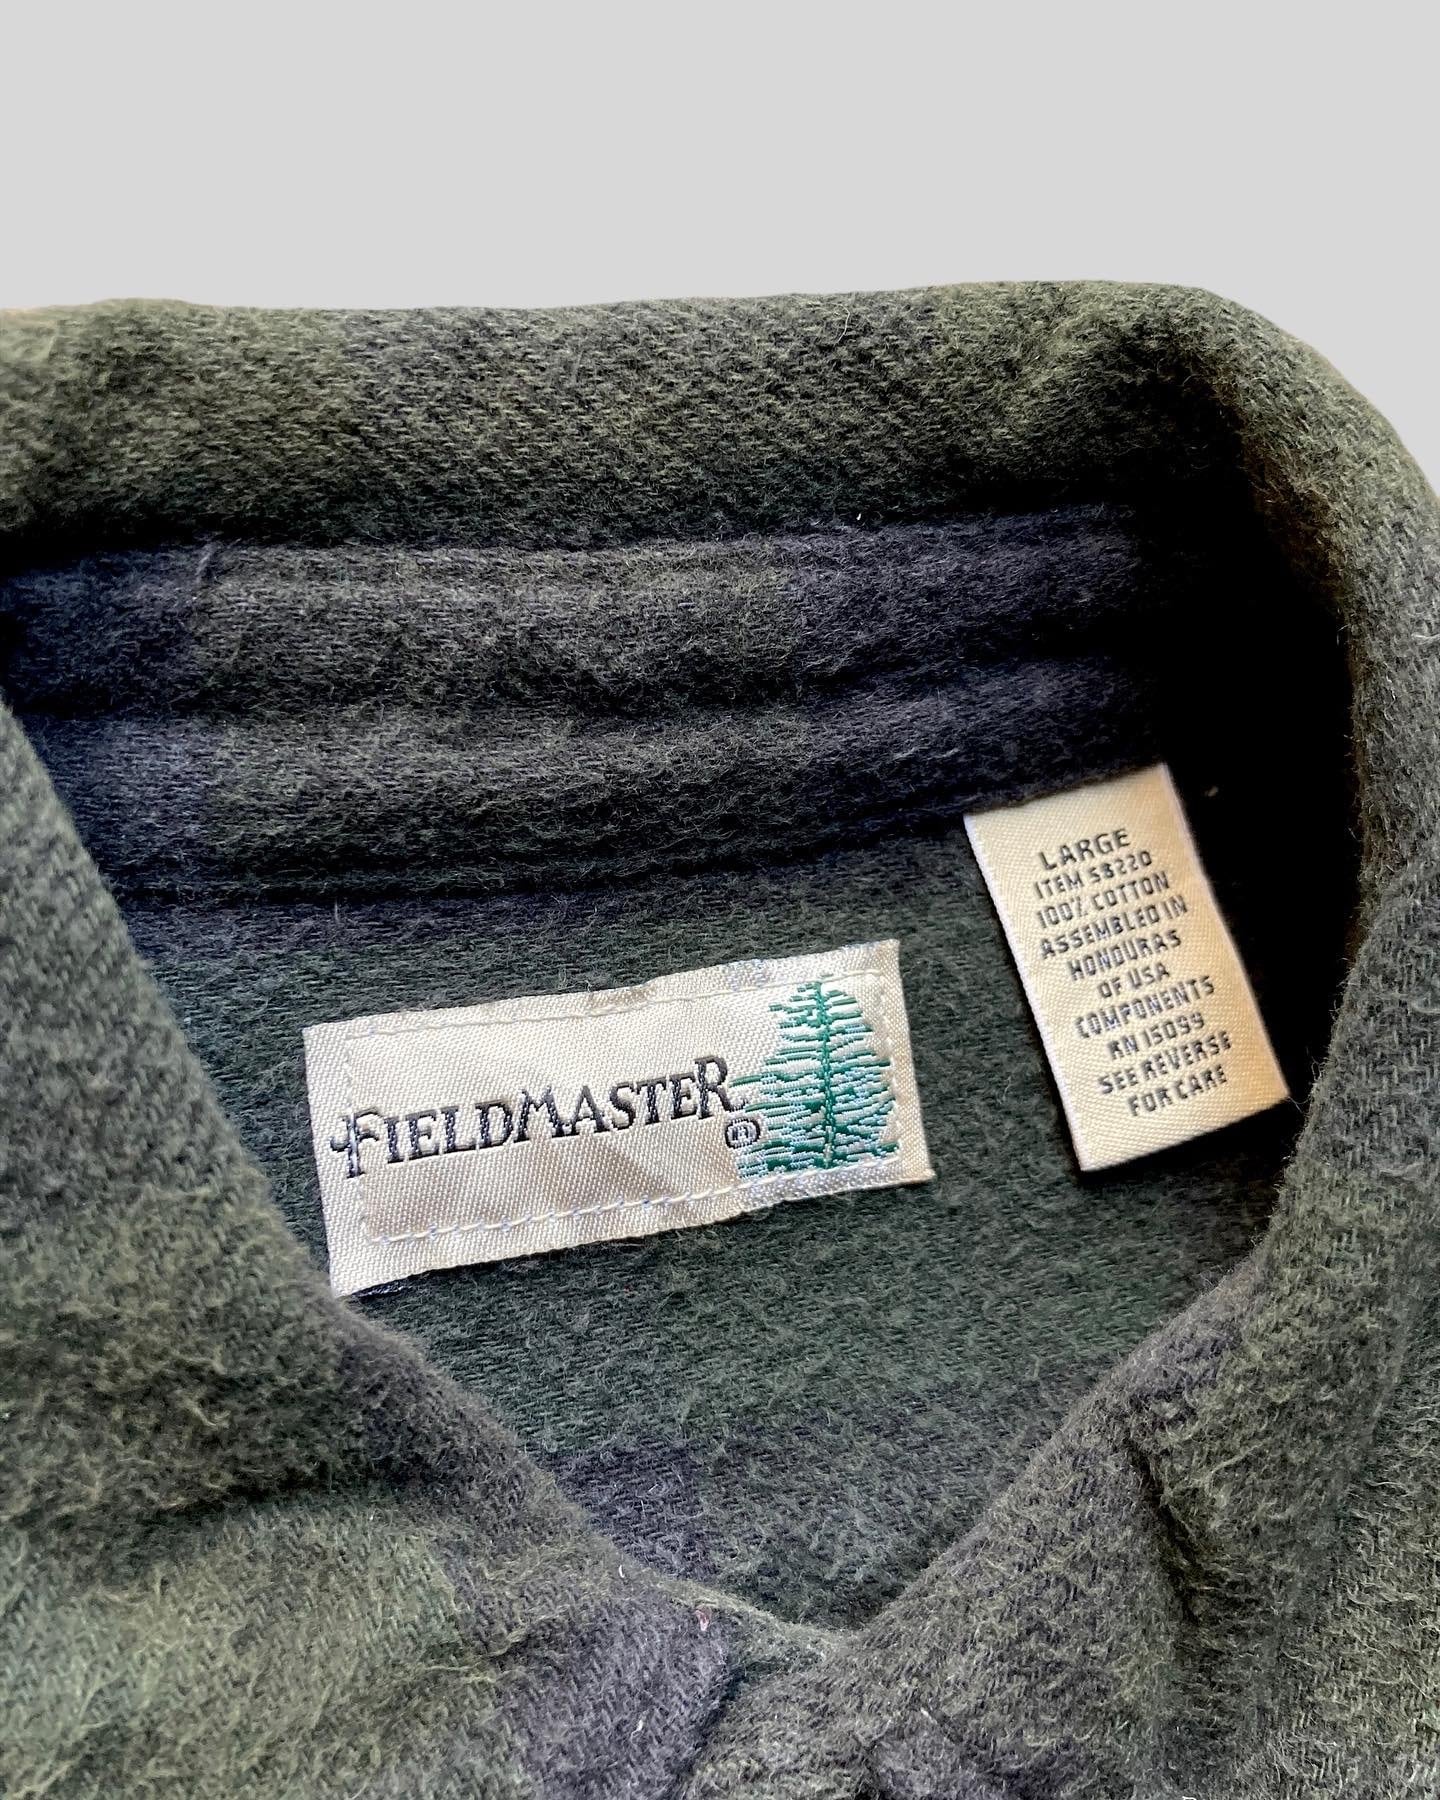 FIELDMASTER®
LARGE
ITEM 58220
100% COTTON
ASSEMBLED IN
HONDURAS
OF USA
COMPONENTS
RN 15099
SEE REVERSE
FOR CARE